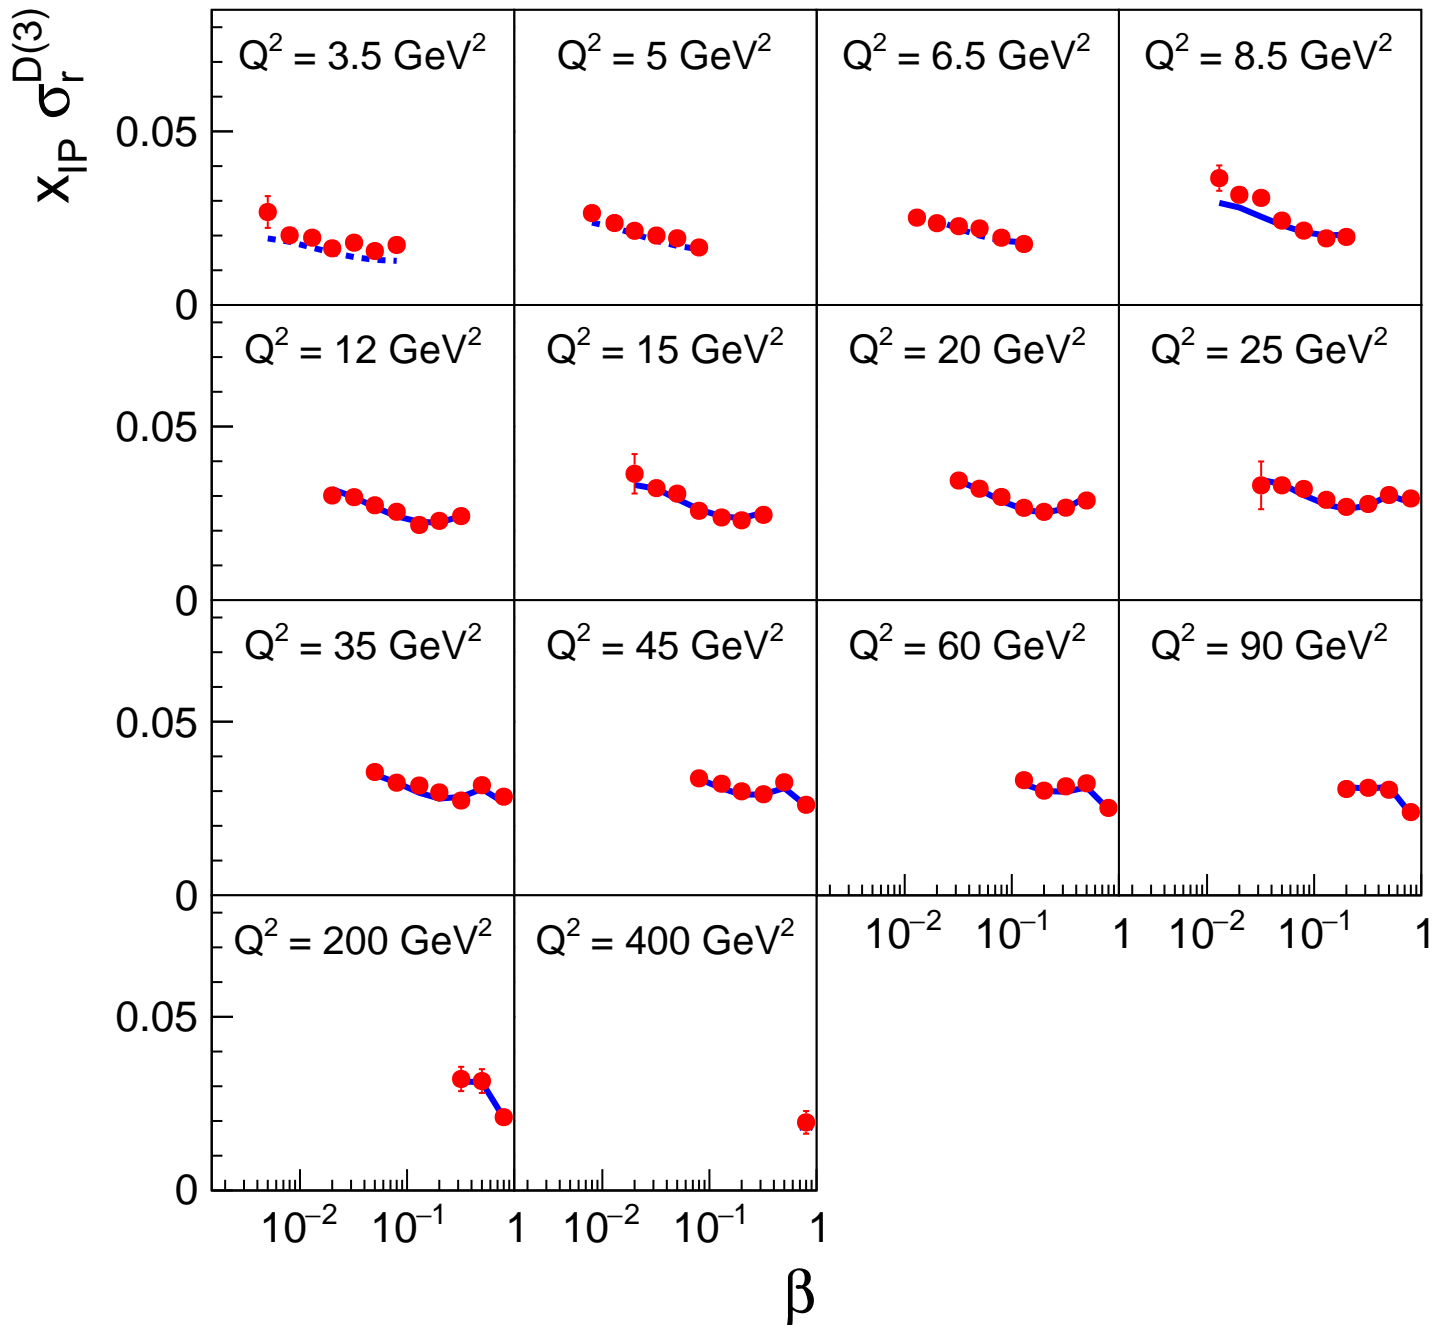 x_IP σ_r^D(3)
Q² = 3.5 GeV² Q² = 5 GeV² Q² = 6.5 GeV² Q² = 8.5 GeV²
0.05
0
Q² = 12 GeV² Q² = 15 GeV² Q² = 20 GeV² Q² = 25 GeV²
0.05
0
Q² = 35 GeV² Q² = 45 GeV² Q² = 60 GeV² Q² = 90 GeV²
0.05
0
10⁻² 10⁻¹ 1 10⁻² 10⁻¹ 1
Q² = 200 GeV² Q² = 400 GeV²
0.05
0
10⁻² 10⁻¹ 1 10⁻² 10⁻¹ 1
β